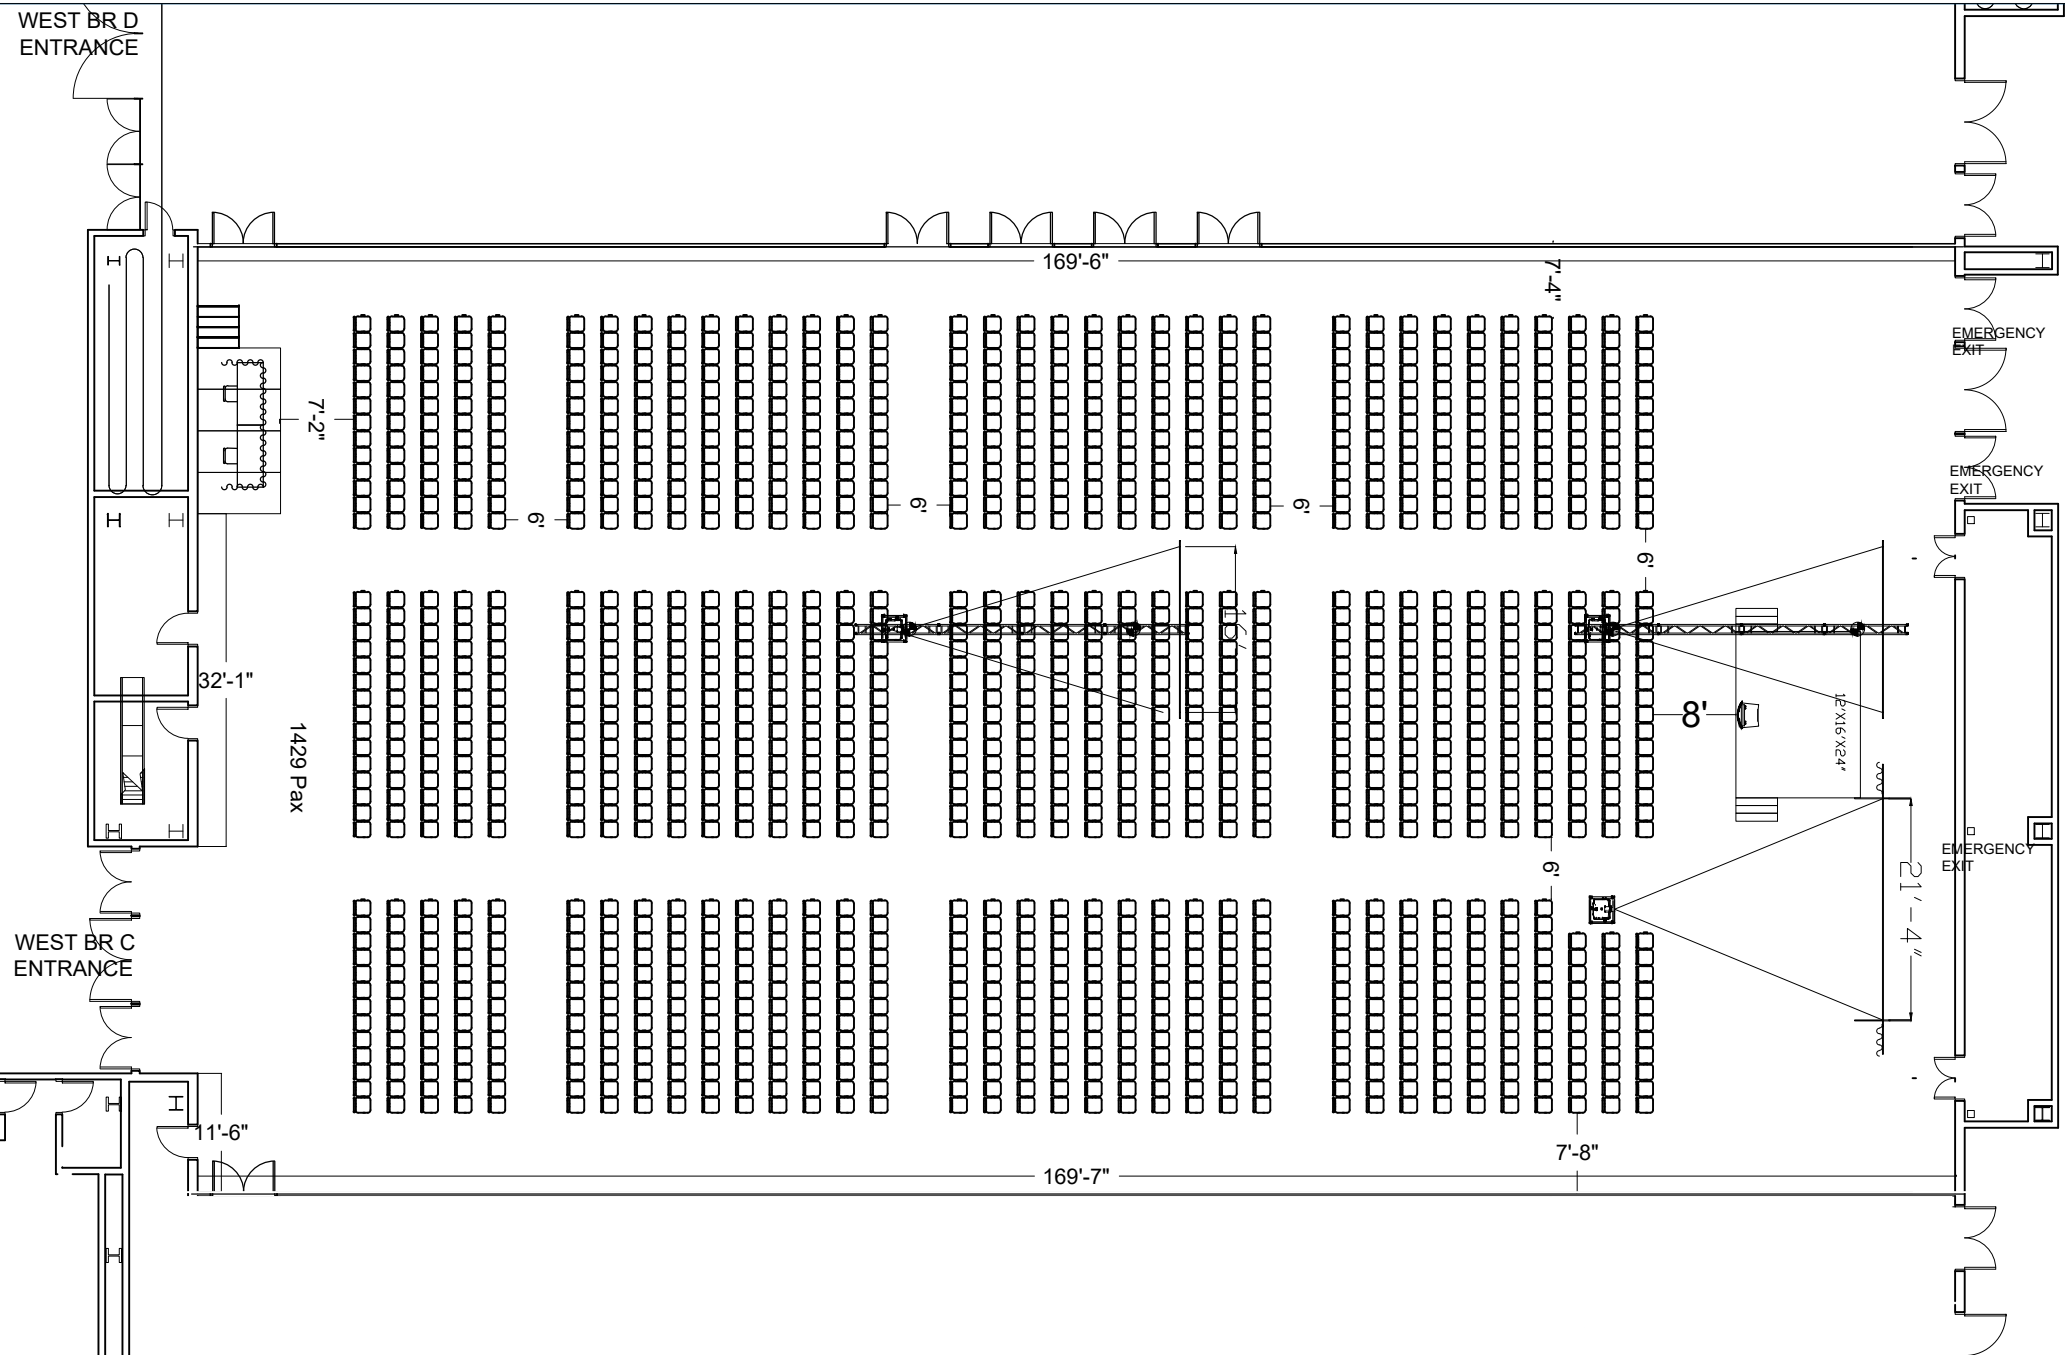 WEST BR D
ENTRANCE
169'-6"
7'-4"
EMERGENCY
EXIT
7'-2"
EMERGENCY
EXIT
6'
6'
6'
6'
16'
32'-1"
8'
12'X16'X24"
1429 Pax
EMERGENCY
EXIT
6'
21'-4"
WEST BR C
ENTRANCE
11'-6"
7'-8"
169'-7"